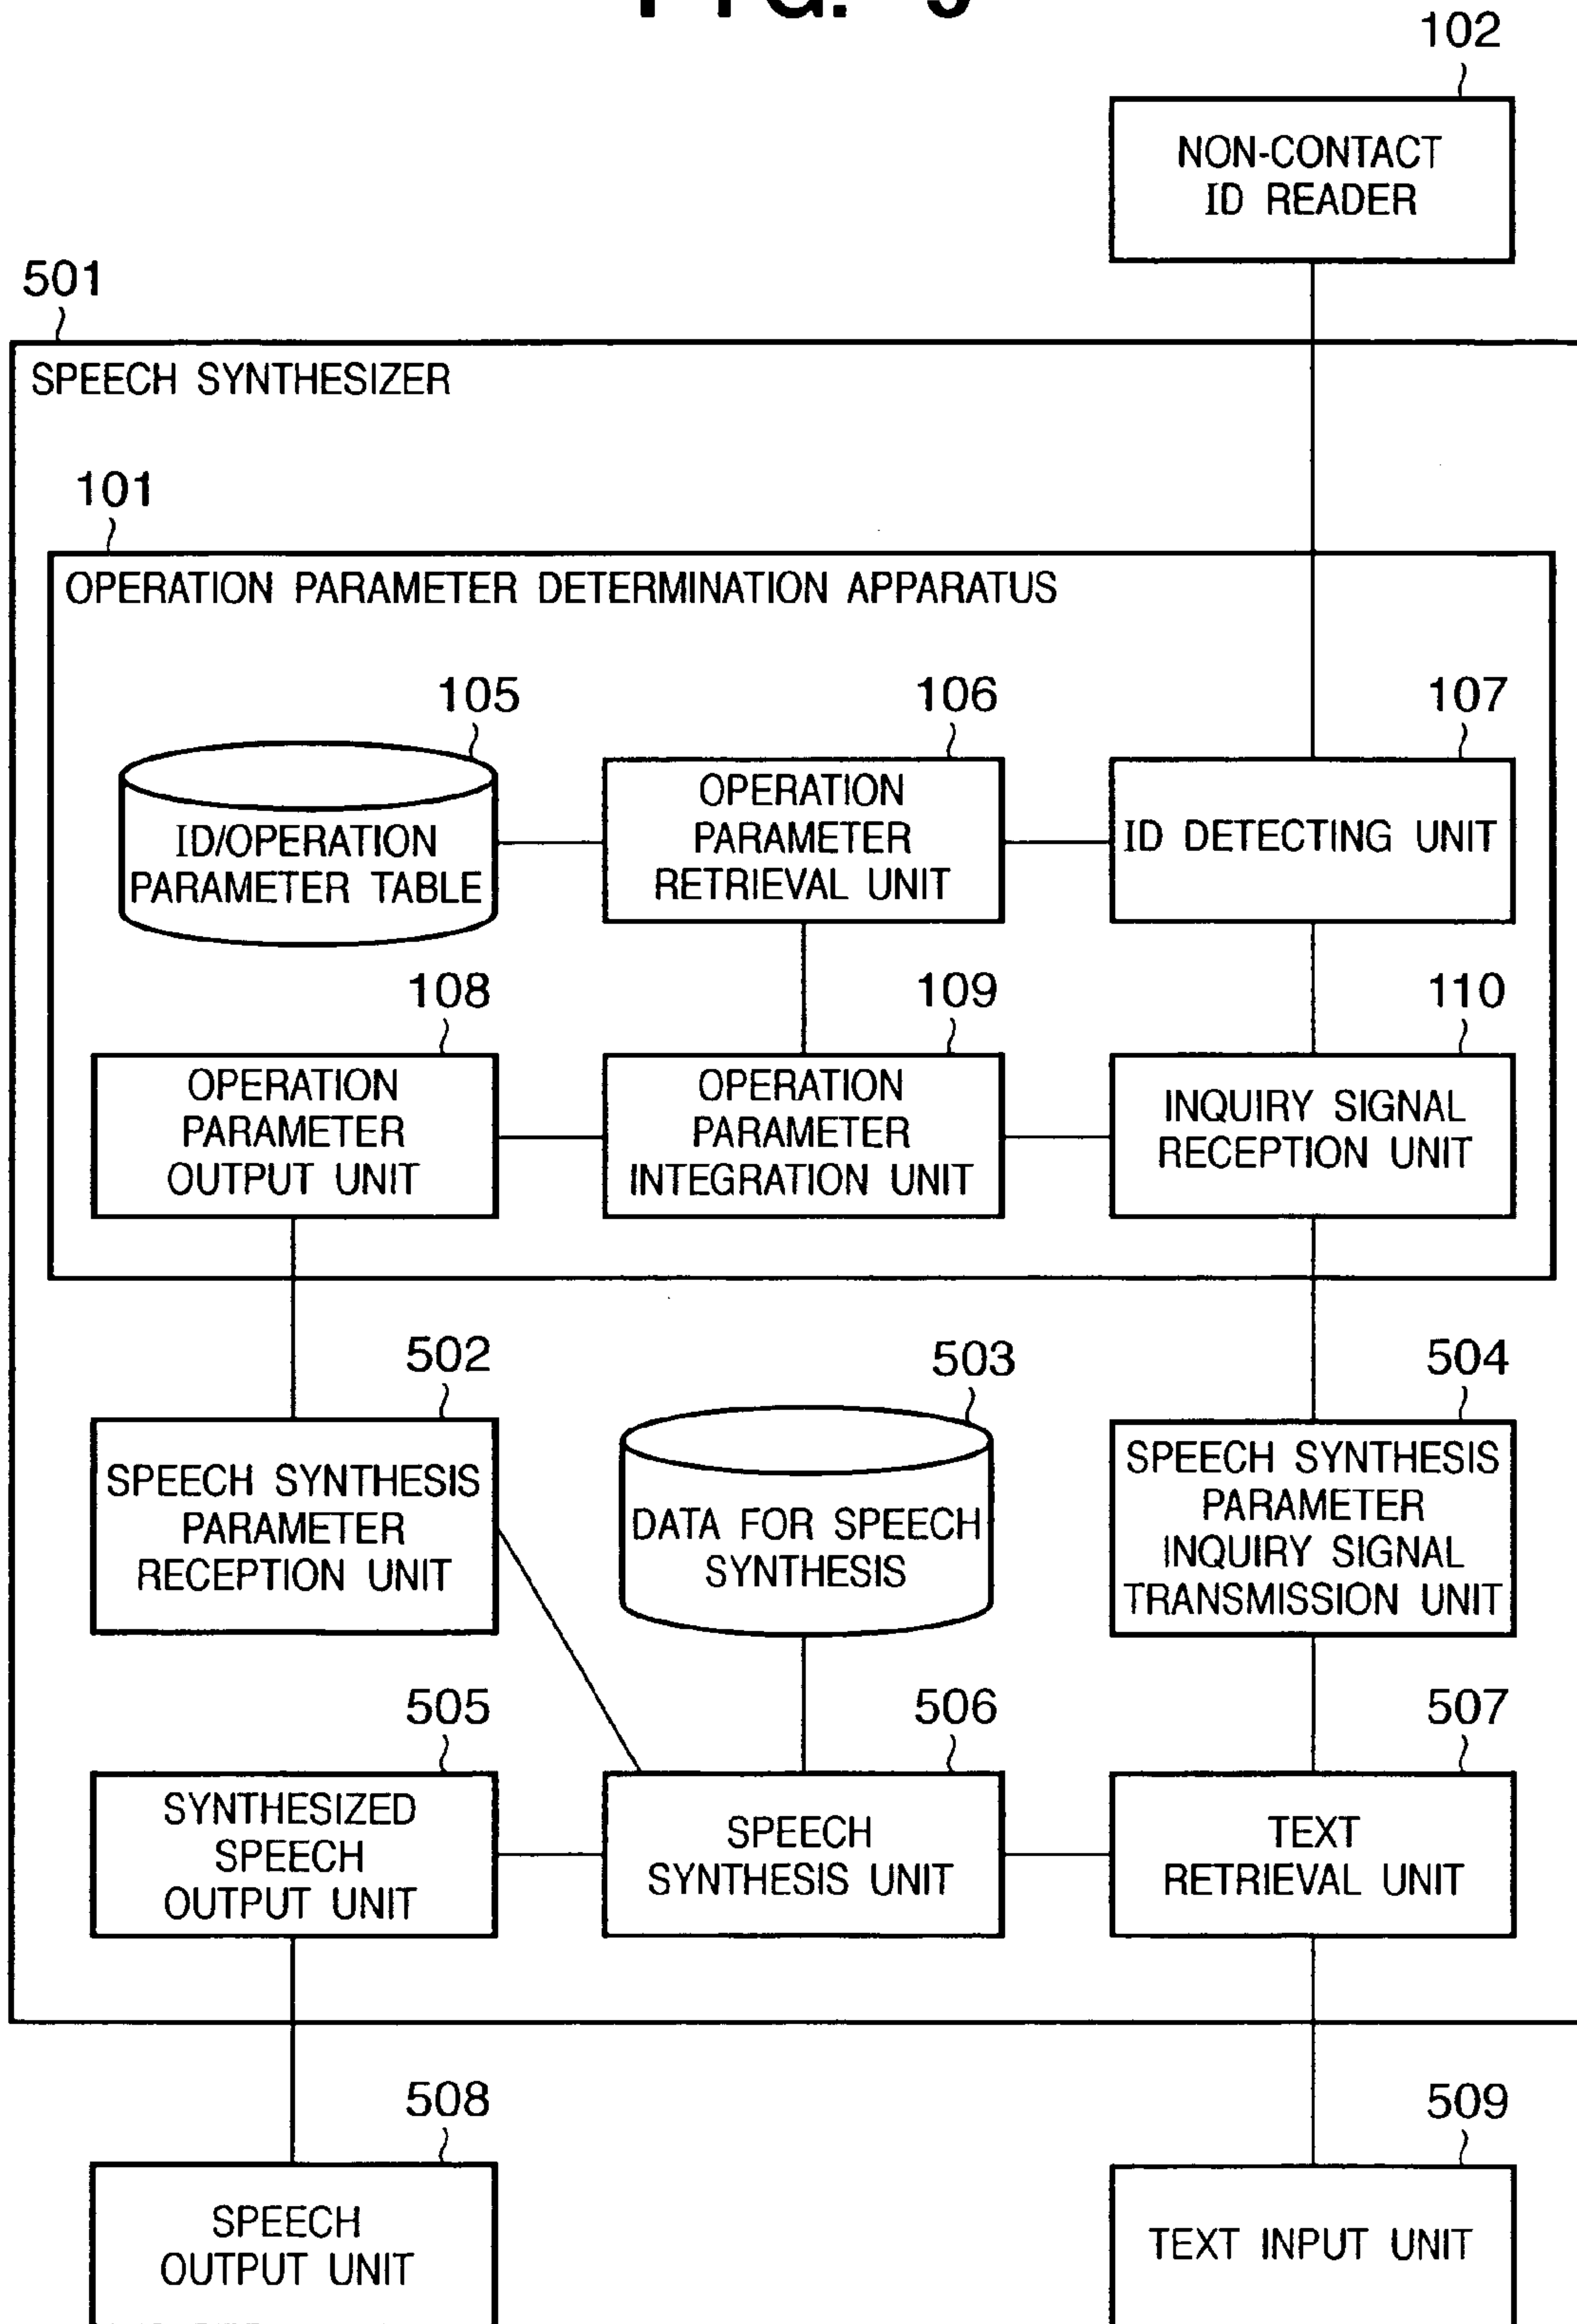 102
NON-CONTACT
ID READER
501
SPEECH SYNTHESIZER
101
OPERATION PARAMETER DETERMINATION APPARATUS
105
106
107
ID/OPERATION
PARAMETER TABLE
OPERATION
PARAMETER
RETRIEVAL UNIT
ID DETECTING UNIT
108
109
110
OPERATION
PARAMETER
OUTPUT UNIT
OPERATION
PARAMETER
INTEGRATION UNIT
INQUIRY SIGNAL
RECEPTION UNIT
502
503
504
SPEECH SYNTHESIS
PARAMETER
RECEPTION UNIT
DATA FOR SPEECH
SYNTHESIS
SPEECH SYNTHESIS
PARAMETER
INQUIRY SIGNAL
TRANSMISSION UNIT
505
506
507
SYNTHESIZED
SPEECH
OUTPUT UNIT
SPEECH
SYNTHESIS UNIT
TEXT
RETRIEVAL UNIT
508
509
SPEECH
OUTPUT UNIT
TEXT INPUT UNIT